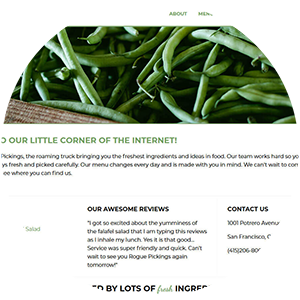 ABOUT MEN
O OUR LITTLE CORNER OF THE INTERNET!
Pickings, the roaming truck bringing you the freshest ingredients and ideas in food. Our team works hard so yo
ys fresh and picked carefully. Our menu changes every day and is made with you in mind. We can't wait to con
ee where you can find us.
Salad
OUR AWESOME REVIEWS
"I got so excited about the yumminess
of the falafel salad that I am typing this reviews
as I inhale my lunch. Yes it is that good...
Service was super friendly and quick. Can't
wait to see you Rogue Pickings again
tomorrow!"
CONTACT US
1001 Potrero Avenu
San Francisco, C
(415)206-80
ED BY LOTS OF fresh INGRE